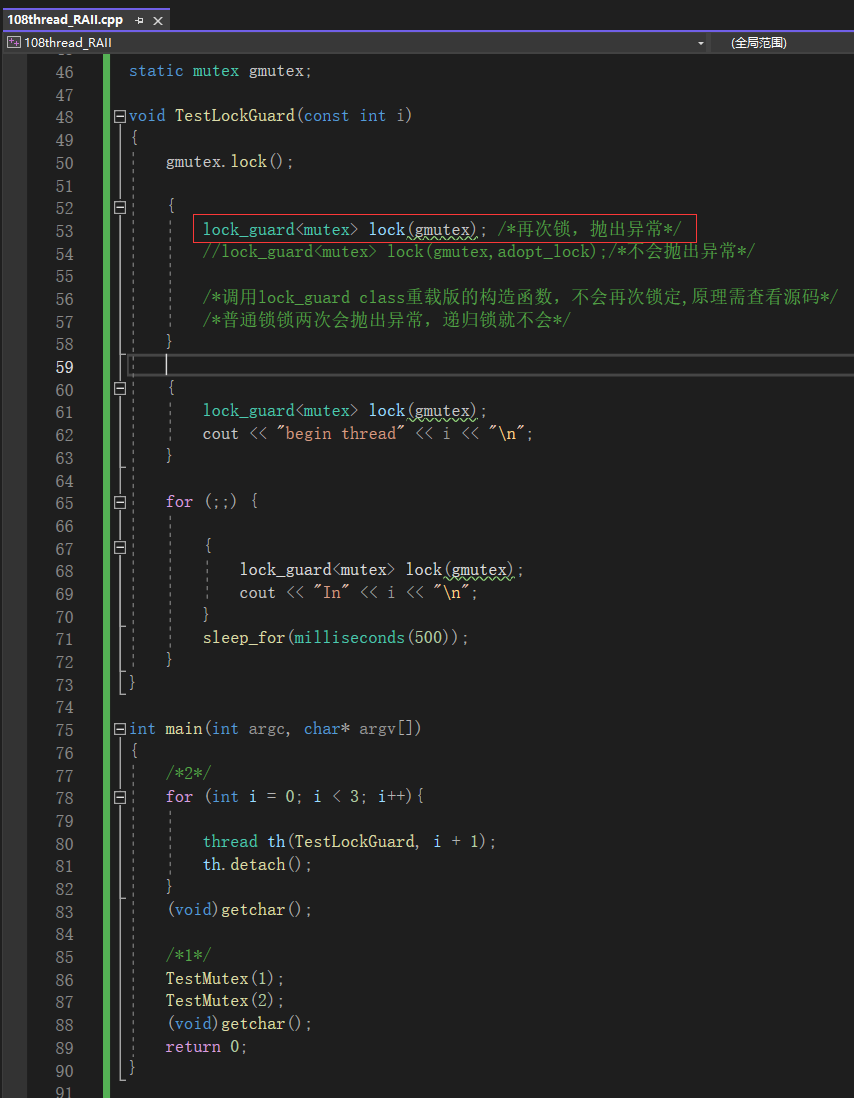 108thread_RAII.cpp
108thread_RAII (全局范围)
46 static mutex gmutex;
47
48 void TestLockGuard(const int i)
49 {
50 gmutex.lock();
51
52 {
53 lock_guard<mutex> lock(gmutex); /*再次锁，抛出异常*/
54 //lock_guard<mutex> lock(gmutex,adopt_lock);/*不会抛出异常*/
55
56 /*调用lock_guard class重载版的构造函数，不会再次锁定,原理需查看源码*/
57 /*普通锁锁两次会抛出异常，递归锁就不会*/
58 }
59
60 {
61 lock_guard<mutex> lock(gmutex);
62 cout << "begin thread" << i << "\n";
63 }
64
65 for (;;) {
66
67 {
68 lock_guard<mutex> lock(gmutex);
69 cout << "In" << i << "\n";
70 }
71 sleep_for(milliseconds(500));
72 }
73 }
74
75 int main(int argc, char* argv[])
76 {
77 /*2*/
78 for (int i = 0; i < 3; i++){
79
80 thread th(TestLockGuard, i + 1);
81 th.detach();
82 }
83 (void)getchar();
84
85 /*1*/
86 TestMutex(1);
87 TestMutex(2);
88 (void)getchar();
89 return 0;
90 }
91